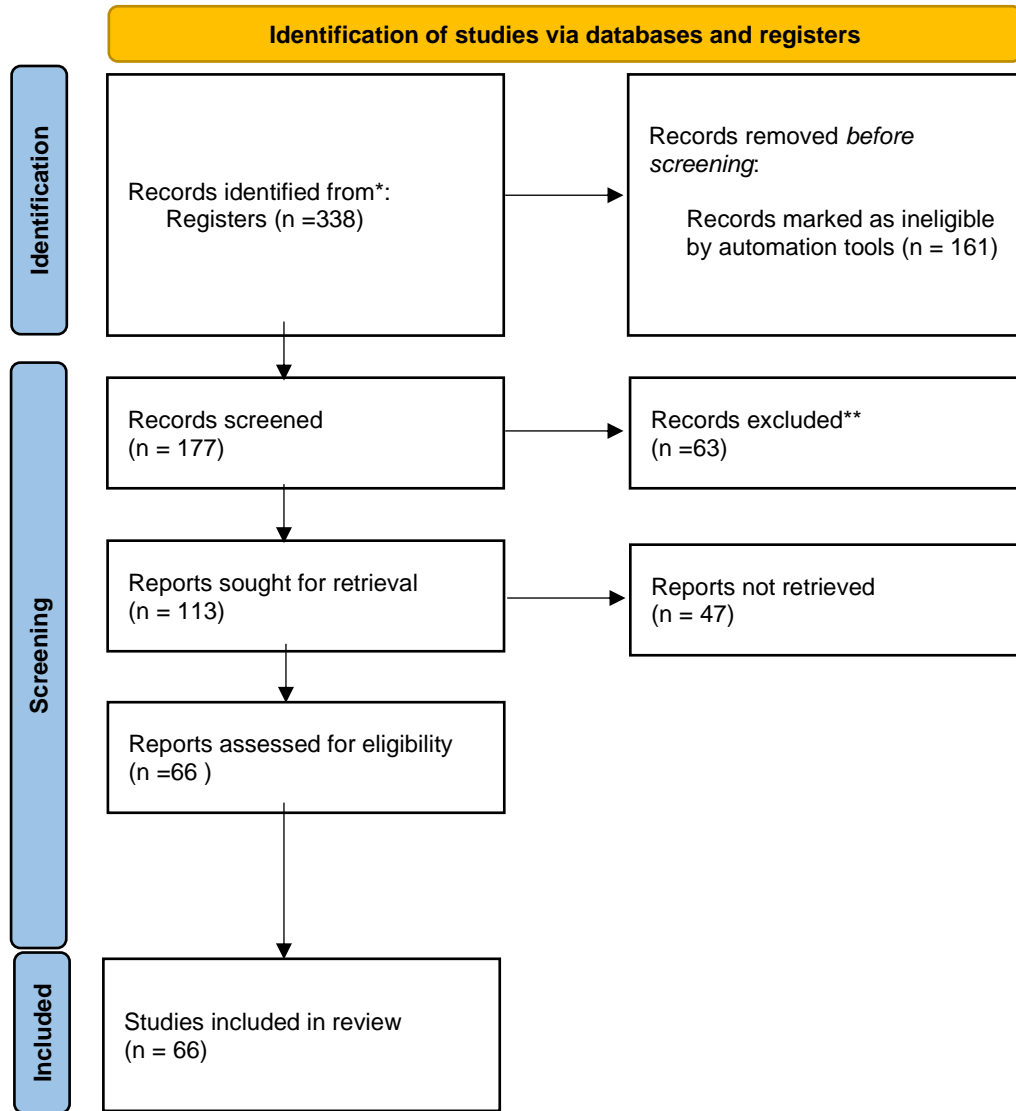 Identification of studies via databases and registers
Identification
Records identified from*:
Registers (n =338)
Records removed before
screening:
Records marked as ineligible
by automation tools (n = 161)
Screening
Records screened
(n = 177)
Records excluded**
(n =63)
Reports sought for retrieval
(n = 113)
Reports not retrieved
(n = 47)
Reports assessed for eligibility
(n =66 )
Included
Studies included in review
(n = 66)